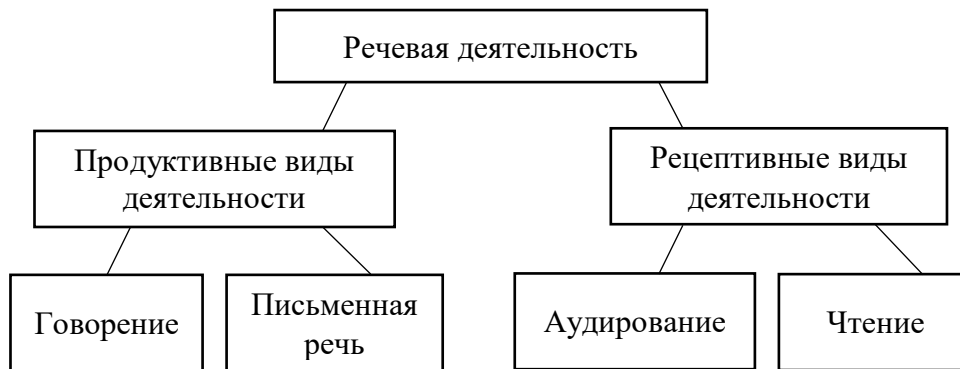 Речевая деятельность
Продуктивные виды
деятельности
Рецептивные виды
деятельности
Говорение
Письменная
речь
Аудирование
Чтение